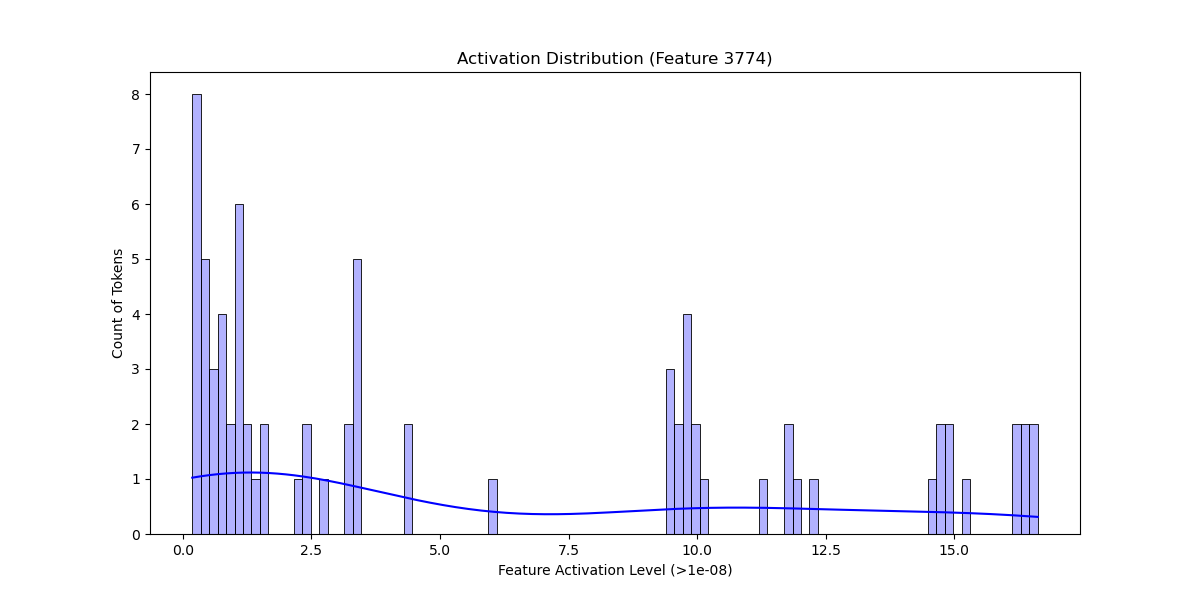 Activation Distribution (Feature 3774)
8
7
6
5
4
3
2
1
0
Count of Tokens
0.0 2.5 5.0 7.5 10.0 12.5 15.0
Feature Activation Level (>1e-08)